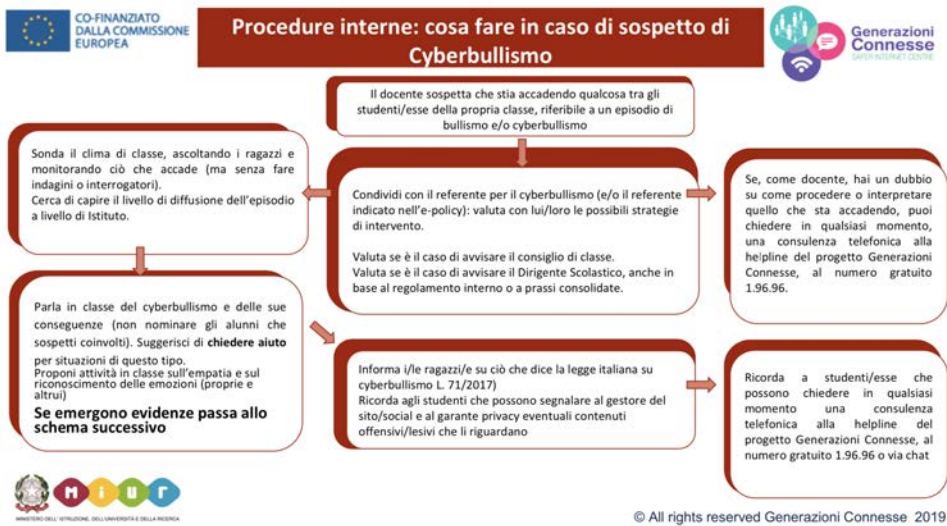 CO-FINANZIATO
DALLA COMMISSIONE
EUROPEA
Procedure interne: cosa fare in caso di sospetto di
Cyberbullismo
Generazioni
Connesse
SAFER INTERNET CENTRE
Il docente sospetta che stia accadendo qualcosa tra gli
studenti/esse della propria classe, riferibile a un episodio di
bullismo e/o cyberbullismo
Sonda il clima di classe, ascoltando i ragazzi e
monitorando ciò che accade (ma senza fare
indagini o interrogatori).
Cerca di capire il livello di diffusione dell'episodio
a livello di Istituto.
Condividi con il referente per il cyberbullismo (e/o il referente
indicato nell'e-policy): valuta con lui/loro le possibili strategie
di intervento.
Valuta se è il caso di avvisare il consiglio di classe.
Valuta se è il caso di avvisare il Dirigente Scolastico, anche in
base al regolamento interno o a prassi consolidate.
Se, come docente, hai un dubbio
su come procedere o interpretare
quello che sta accadendo, puoi
chiedere in qualsiasi momento,
una consulenza telefonica alla
helpline del progetto Generazioni
Connesse, al numero gratuito
1.96.96.
Parla in classe del cyberbullismo e delle sue
conseguenze (non nominare gli alunni che
sospetti coinvolti). Suggerisci di chiedere aiuto
per situazioni di questo tipo.
Proponi attività in classe sull'empatia e sul
riconoscimento delle emozioni (proprie e
altrui)
Se emergono evidenze passa allo
schema successivo
Informa i/le ragazzi/e su ciò che dice la legge italiana su
cyberbullismo L. 71/2017)
Ricorda agli studenti che possono segnalare al gestore del
sito/social e al garante privacy eventuali contenuti
offensivi/lesivi che li riguardano
Ricorda a studenti/esse che
possono chiedere in qualsiasi
momento una consulenza
telefonica alla helpline del
progetto Generazioni Connesse, al
numero gratuito 1.96.96 o via chat
miur
MINISTERO DELL' ISTRUZIONE, DELL'UNIVERSITÀ E DELLA RICERCA
© All rights reserved Generazioni Connesse 2019